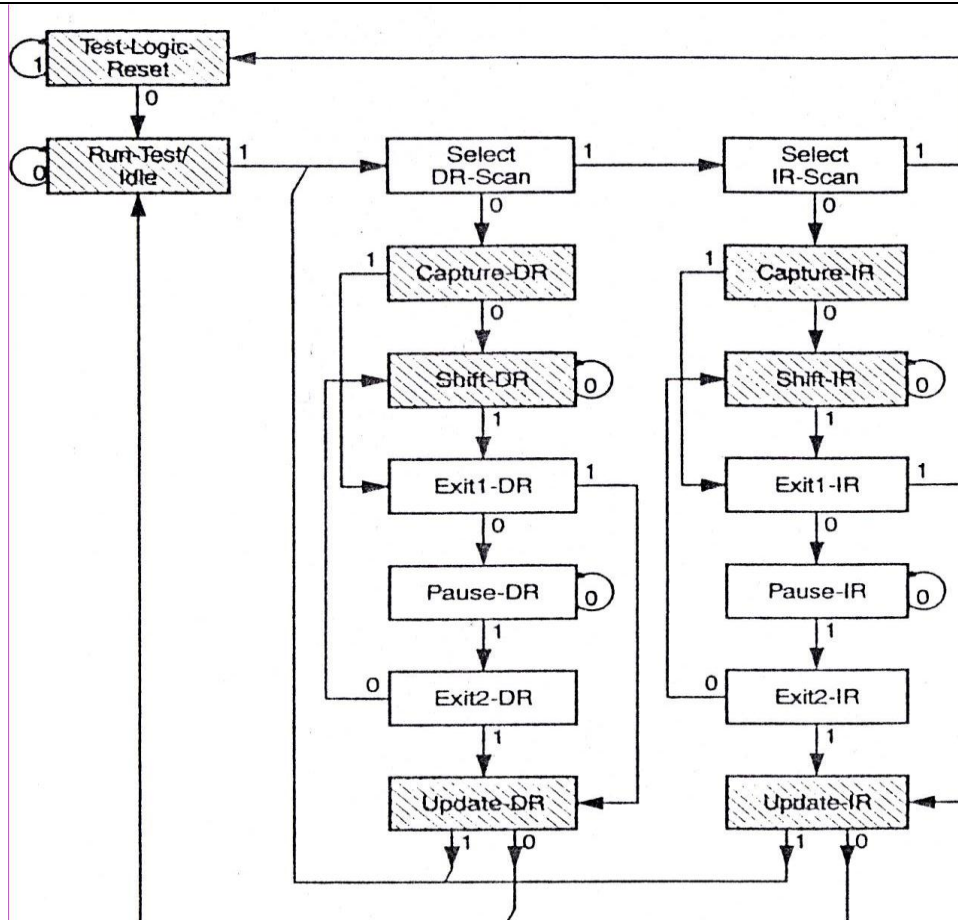 Test-Logic-
Reset
1
0
Run-Test/
Idle
0
1
Select
DR-Scan
1
Select
IR-Scan
1
0
0
1
Capture-DR
1
Capture-IR
0
0
Shift-DR
0
Shift-IR
0
1
1
Exit1-DR
1
Exit1-IR
1
0
0
Pause-DR
0
Pause-IR
0
1
1
0
Exit2-DR
0
Exit2-IR
1
1
Update-DR
Update-IR
1
0
1
0